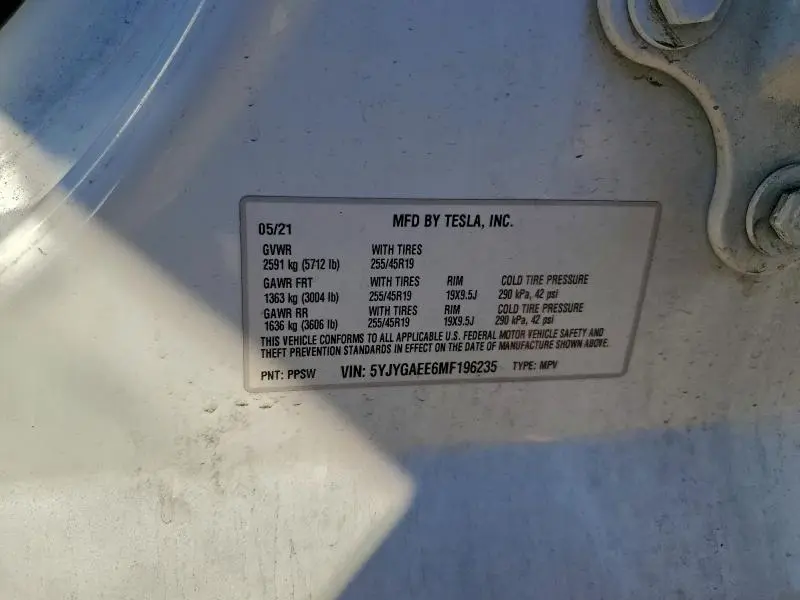 05/21 MFD BY TESLA, INC.
GVWR WITH TIRES
2591 kg (5712 lb) 255/45R19
GAWR FRT WITH TIRES RIM COLD TIRE PRESSURE
1363 kg (3004 lb) 255/45R19 19X9.5J 290 kPa, 42 psi
GAWR RR WITH TIRES RIM COLD TIRE PRESSURE
1636 kg (3606 lb) 255/45R19 19X9.5J 290 kPa, 42 psi
THIS VEHICLE CONFORMS TO ALL APPLICABLE U.S. FEDERAL MOTOR VEHICLE SAFETY AND
THEFT PREVENTION STANDARDS IN EFFECT ON THE DATE OF MANUFACTURE SHOWN ABOVE.
PNT: PPSW VIN: 5YJYGAEE6MF196235 TYPE: MPV